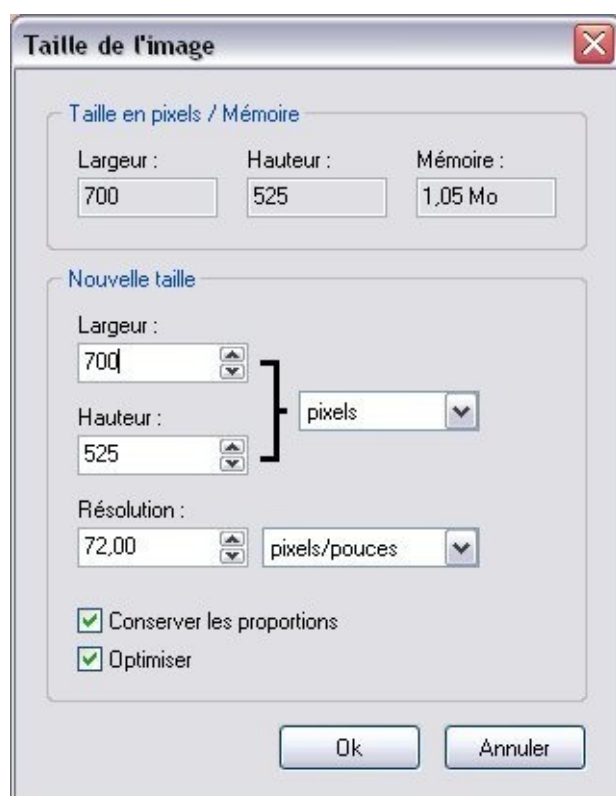 Taille de l'image
Taille en pixels / Mémoire
Largeur : Hauteur : Mémoire :
700 525 1,05 Mo
Nouvelle taille
Largeur :
700
pixels
Hauteur :
525
Résolution :
72,00 pixels/pouces
Conserver les proportions
Optimiser
Ok Annuler